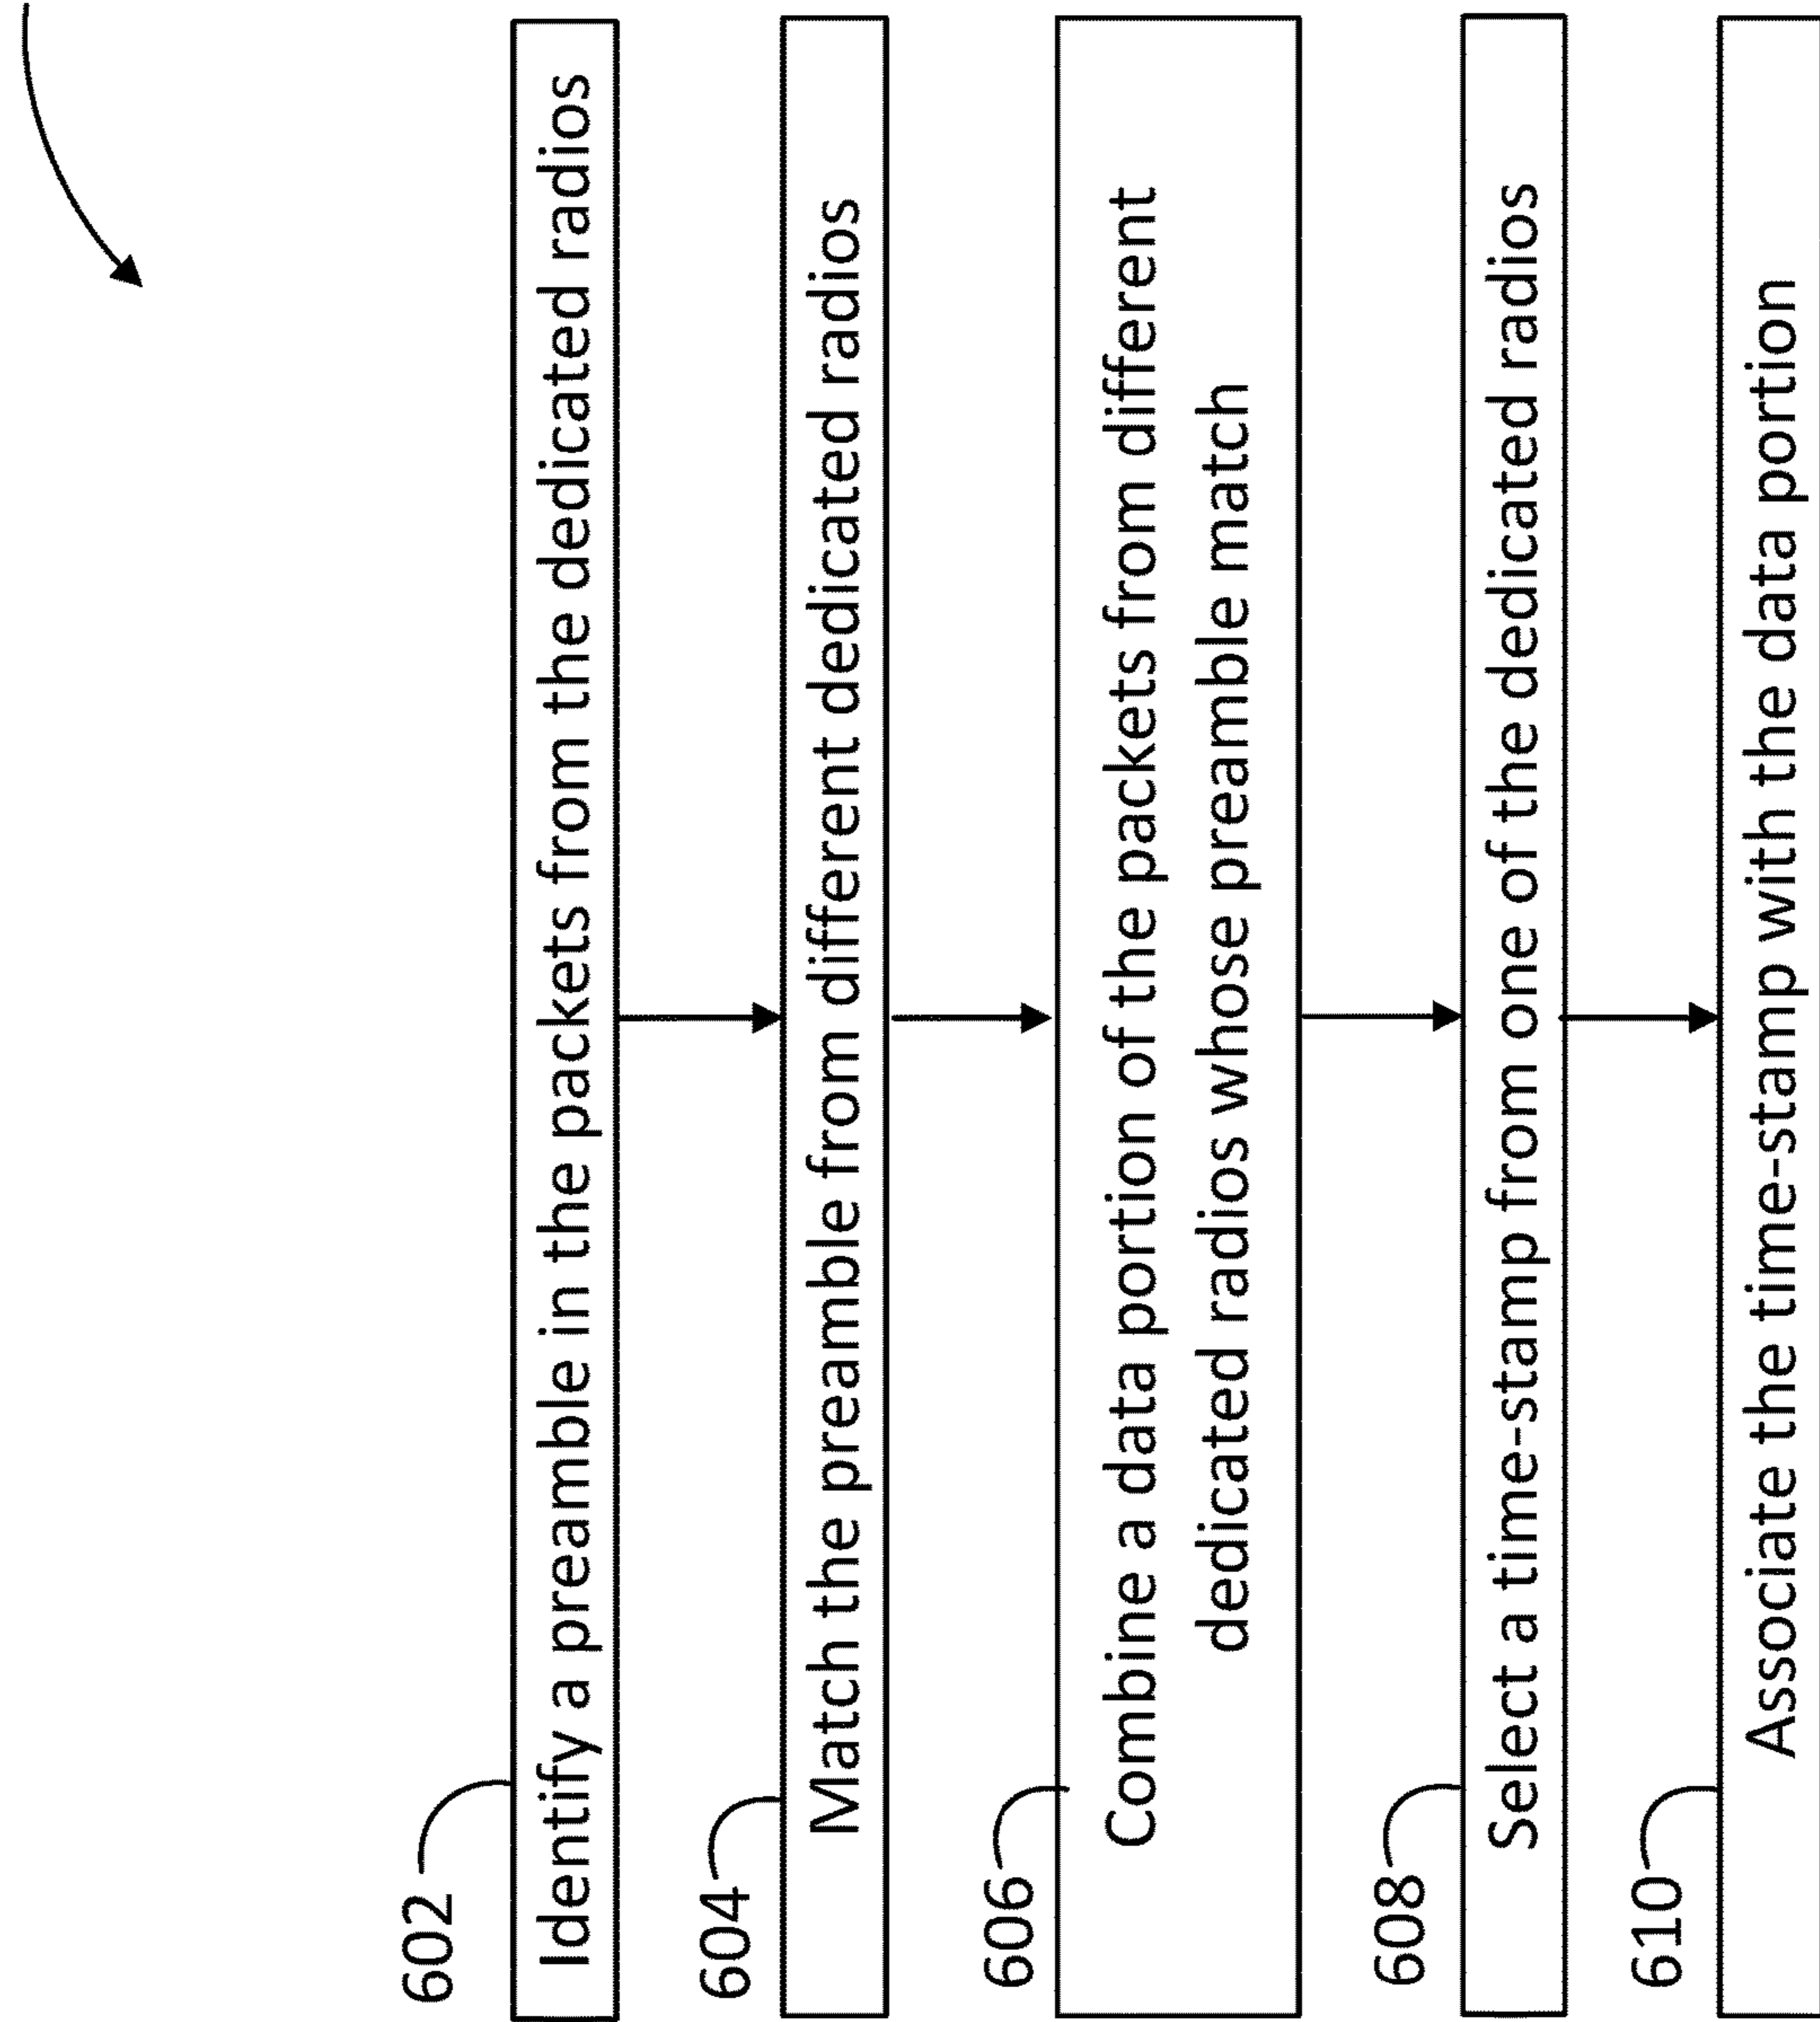 602
Identify a preamble in the packets from the dedicated radios
604
Match the preamble from different dedicated radios
606
Combine a data portion of the packets from different
dedicated radios whose preamble match
608
Select a time-stamp from one of the dedicated radios
610
Associate the time-stamp with the data portion